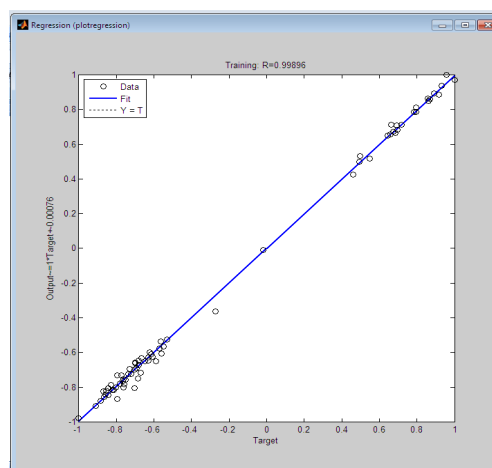 Regression (plotregression)
Training: R=0.99896
Data
Fit
Y = T
1
0.8
0.6
0.4
0.2
0
-0.2
-0.4
-0.6
-0.8
-1
Output~=1*Target+-0.00076
-1 -0.8 -0.6 -0.4 -0.2 0 0.2 0.4 0.6 0.8 1
Target